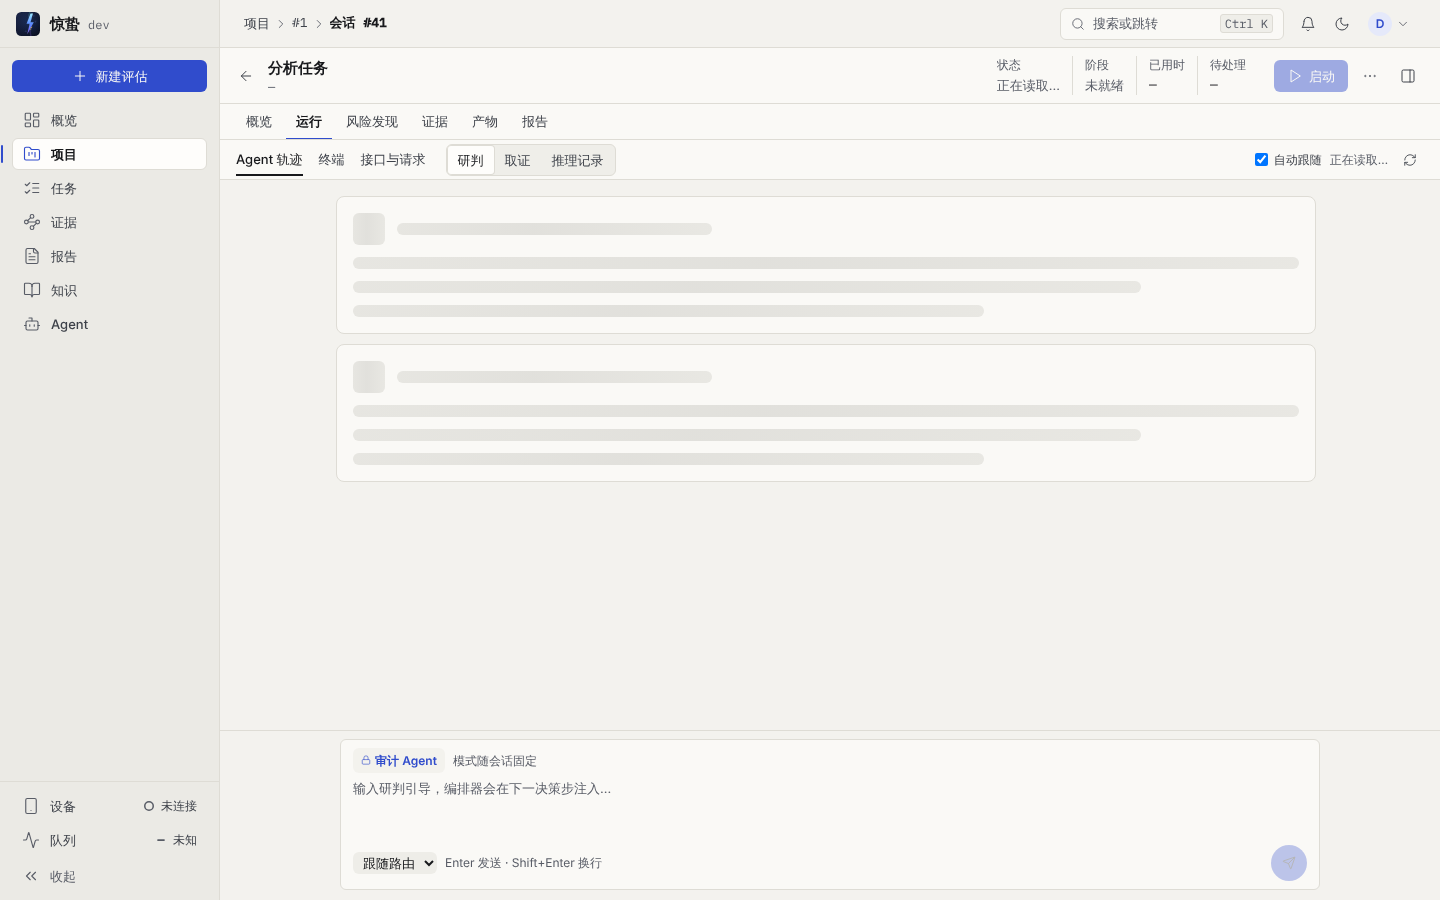 惊蛰 dev
项目 #1 会话 #41
搜索或跳转 Ctrl K
D
新建评估
概览
项目
任务
证据
报告
知识
Agent
设备 未连接
队列 未知
收起
分析任务
—
状态 正在读取...
阶段 未就绪
已用时 —
待处理 —
启动
概览 运行 风险发现 证据 产物 报告
Agent 轨迹 终端 接口与请求 研判 取证 推理记录
自动跟随 正在读取...
审计 Agent 模式随会话固定
输入研判引导，编排器会在下一决策步注入...
跟随路由 Enter 发送 · Shift+Enter 换行